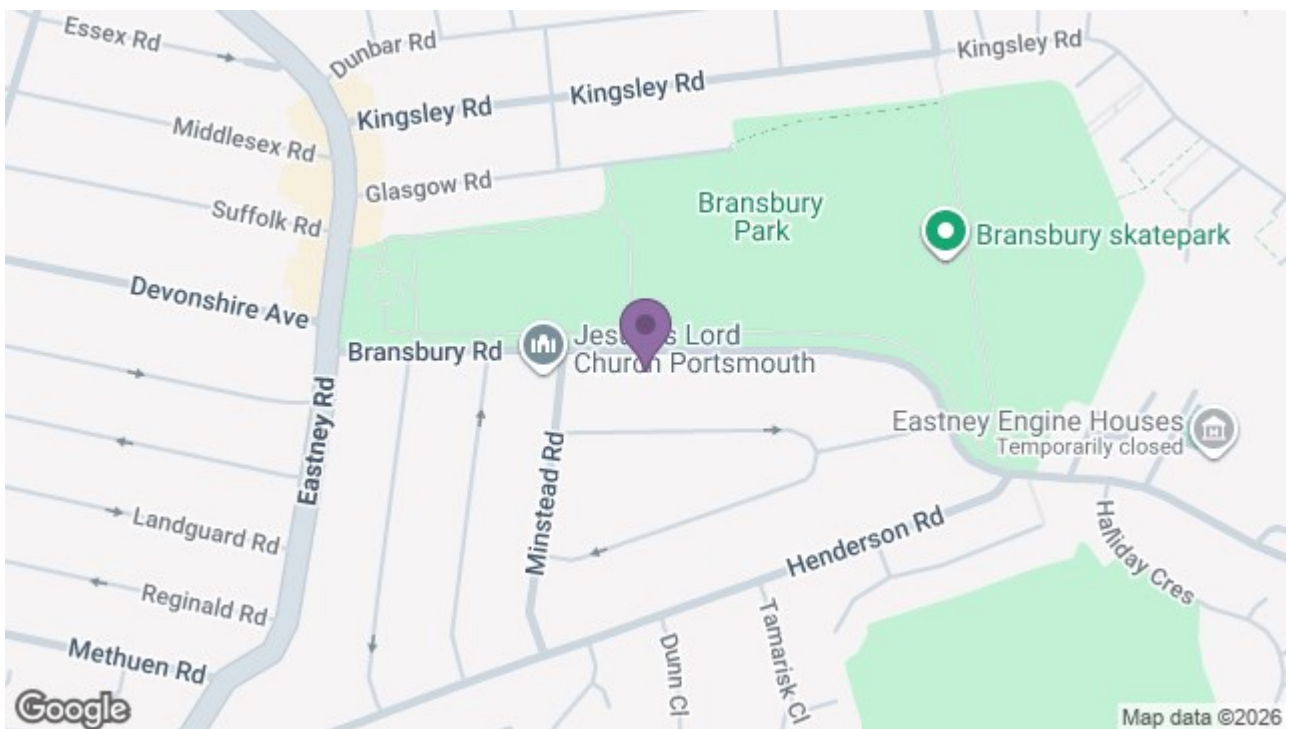 Essex Rd
Dunbar Rd
Kingsley Rd
Kingsley Rd
Kingsley Rd
Middlesex Rd
Glasgow Rd
Suffolk Rd
Bransbury
Park
Bransbury skatepark
Devonshire Ave
Bransbury Rd
Jesus Lord
Church Portsmouth
Eastney Rd
Eastney Engine Houses
Temporarily closed
Minstead Rd
Landguard Rd
Henderson Rd
Halliday Cres
Reginald Rd
Tamarisk Cl
Dunn Cl
Methuen Rd
Google
Map data ©2026